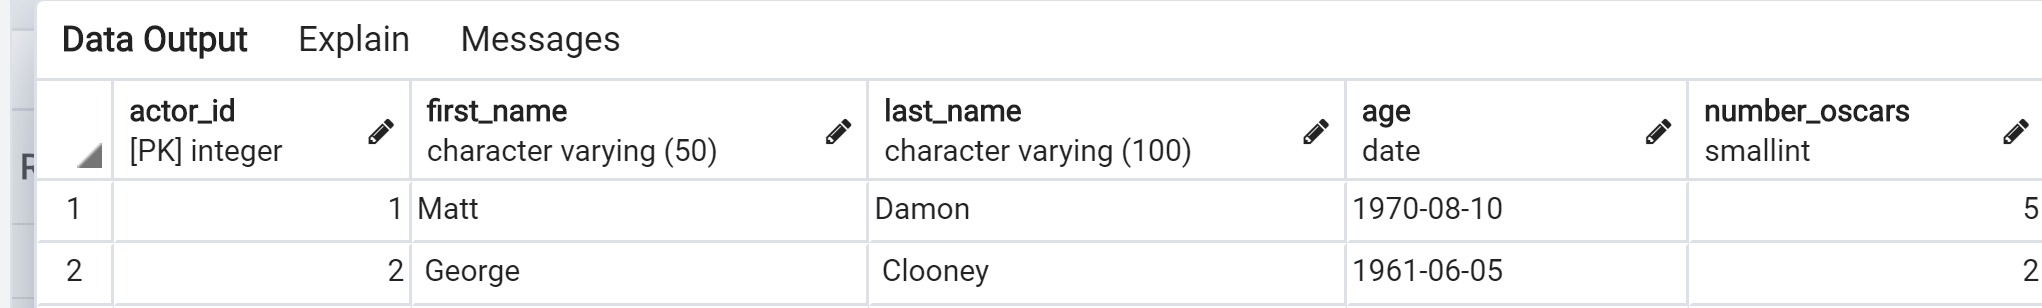 Data Output Explain Messages
actor_id first_name last_name age number_oscars
[PK] integer character varying (50) character varying (100) date smallint
R
1 1 Matt Damon 1970-08-10 5
2 2 George Clooney 1961-06-05 2